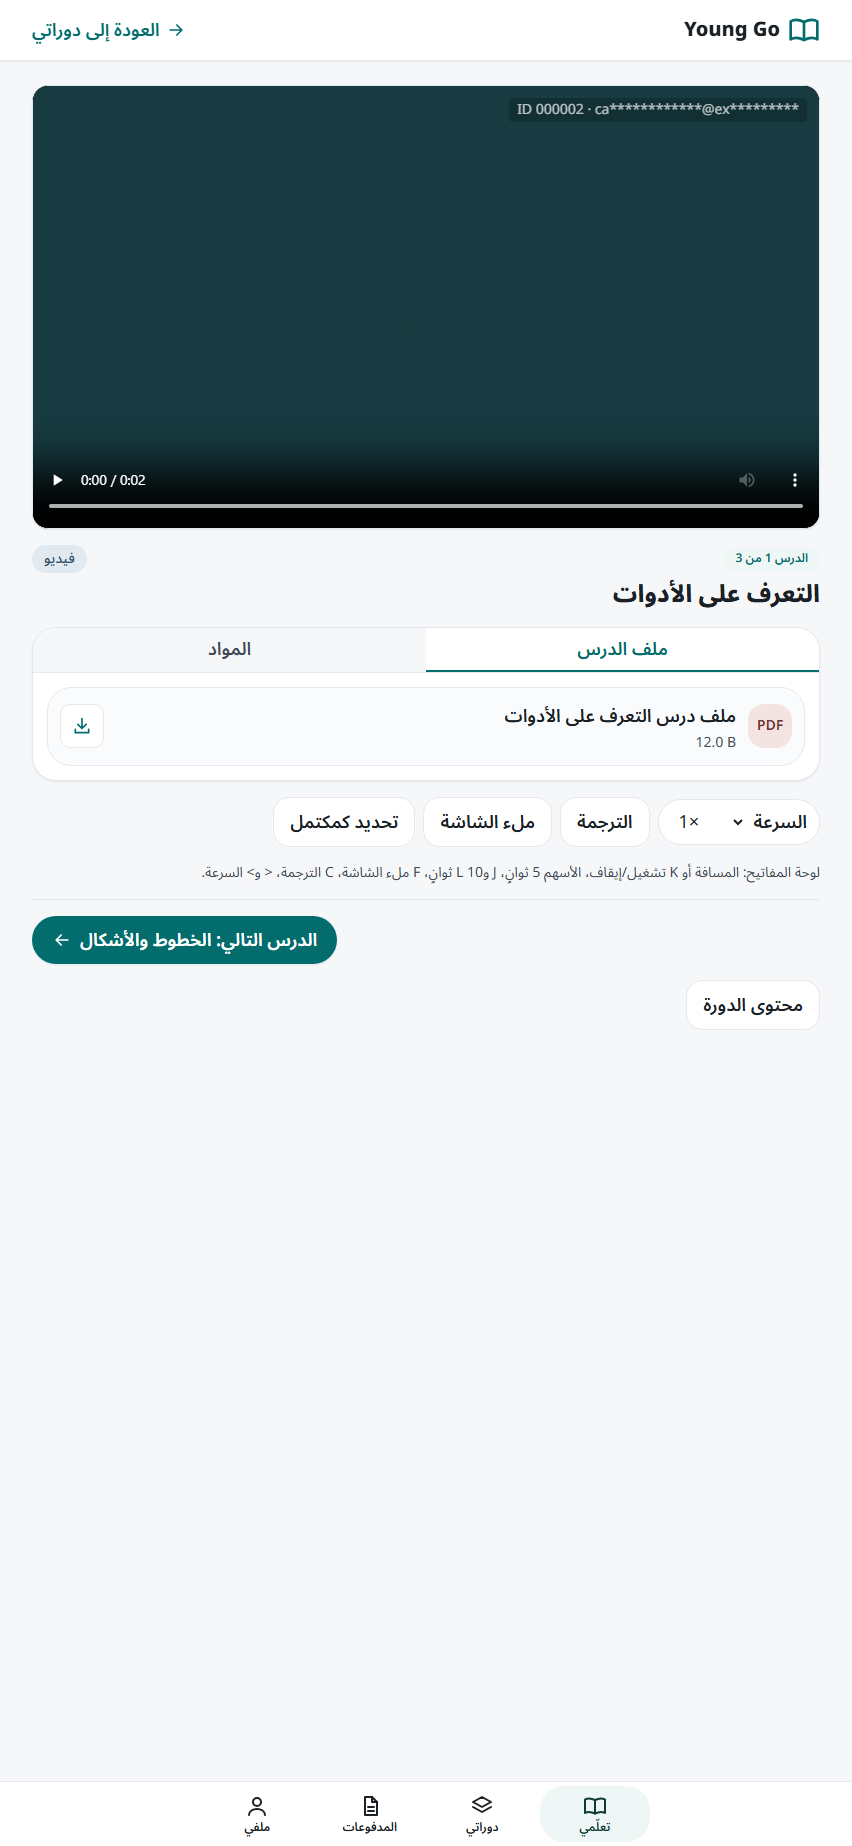 Young Go
العودة إلى دوراتي
ID 000002 · ca************@ex*********
0:00 / 0:02
الدرس 1 من 3
فيديو
التعرف على الأدوات
ملف الدرس
المواد
PDF
ملف درس التعرف على الأدوات
12.0 B
السرعة
1×
الترجمة
ملء الشاشة
تحديد كمكتمل
لوحة المفاتيح: المسافة أو K تشغيل/إيقاف، الأسهم 5 ثوانٍ، J و L 10 ثوانٍ، F ملء الشاشة، C الترجمة، < و> السرعة.
الدرس التالي: الخطوط والأشكال
محتوى الدورة
تعلّمي
دوراتي
المدفوعات
ملفي